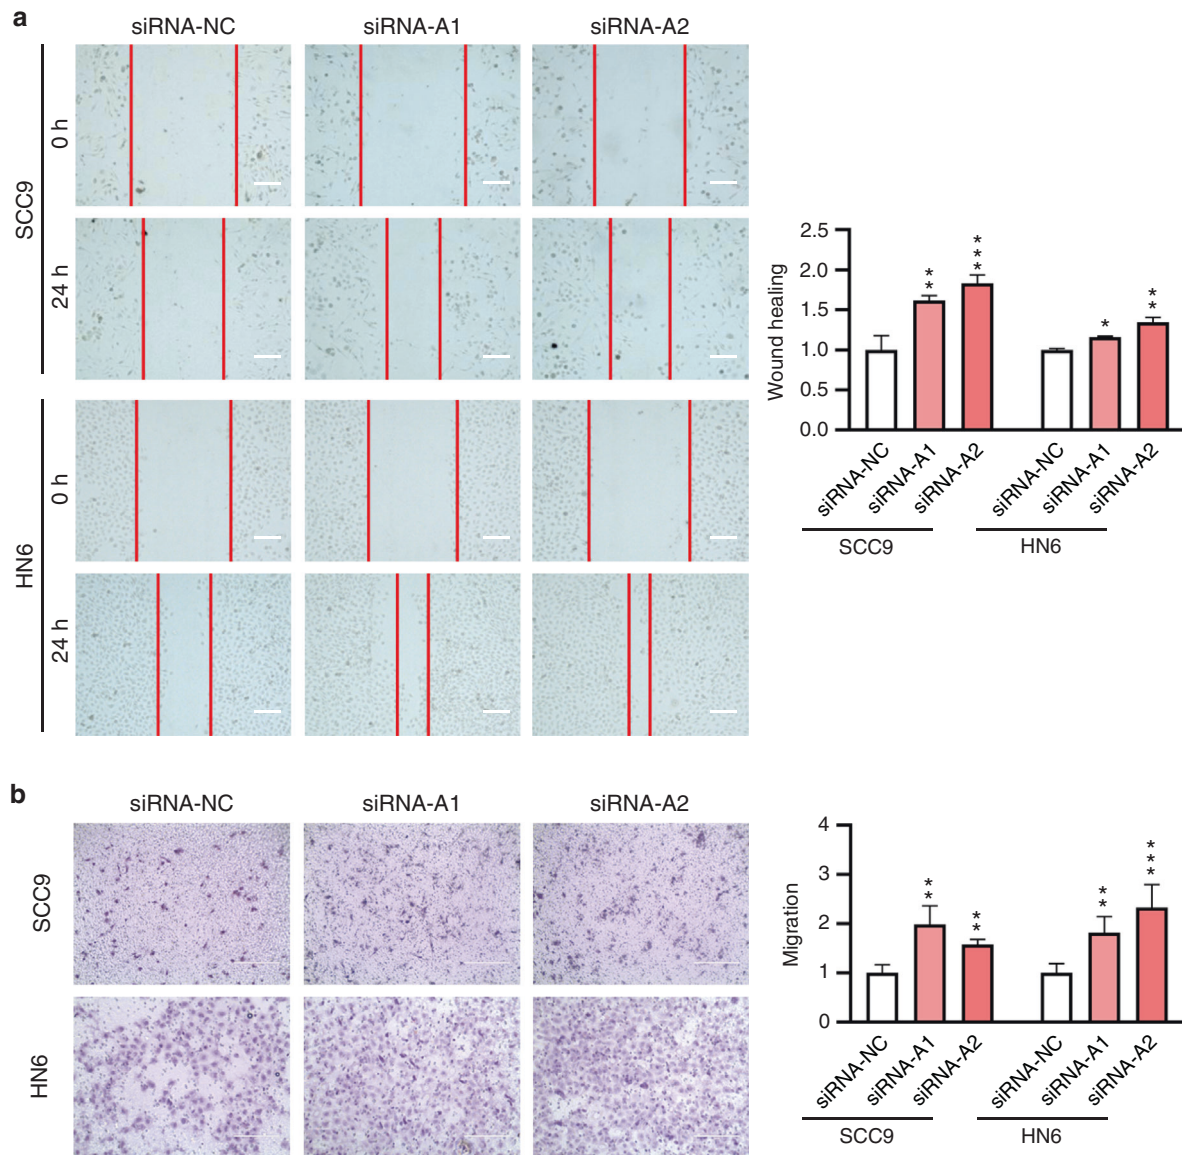 a
siRNA-NC siRNA-A1 siRNA-A2
SCC9
0 h
24 h
HN6
0 h
24 h
Wound healing
2.5
2.0
1.5
1.0
0.5
0.0
** *** * **
siRNA-NC siRNA-A1 siRNA-A2 siRNA-NC siRNA-A1 siRNA-A2
SCC9 HN6
b
siRNA-NC siRNA-A1 siRNA-A2
SCC9
HN6
Migration
4
3
2
1
0
** ** ** ***
siRNA-NC siRNA-A1 siRNA-A2 siRNA-NC siRNA-A1 siRNA-A2
SCC9 HN6